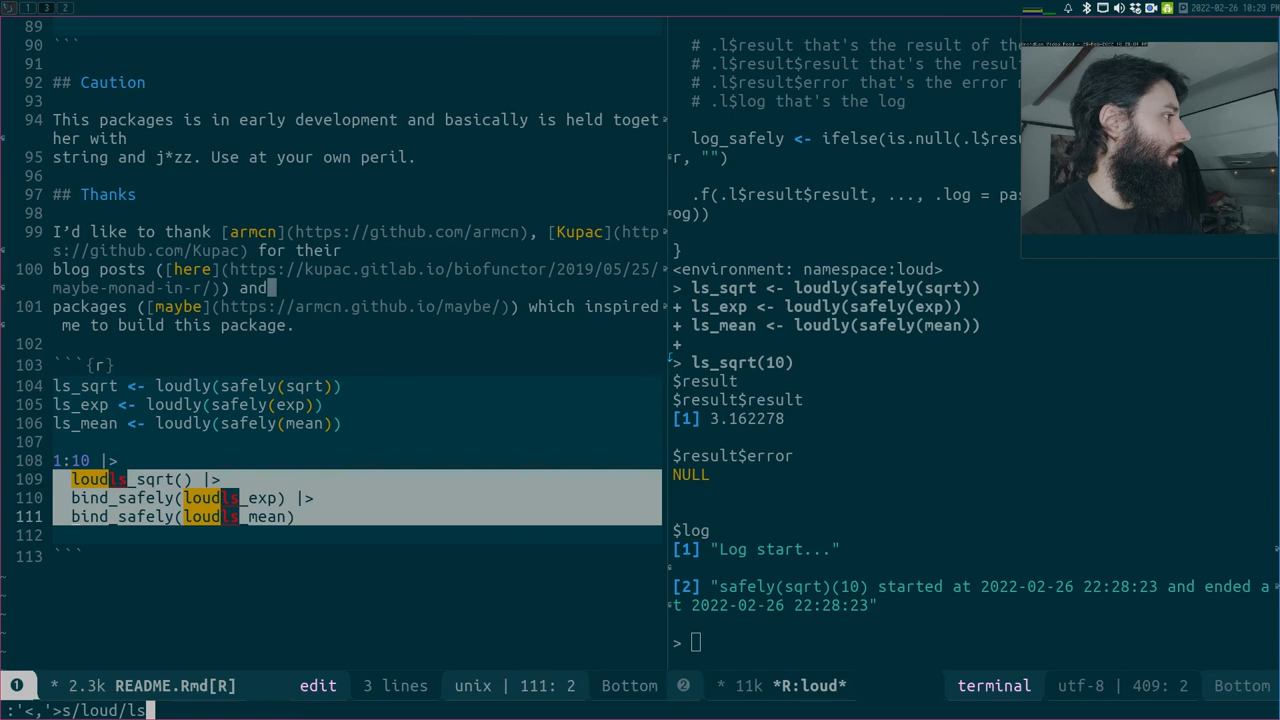 1 3 2
2022-02-26 10:29 PM
89
90 ```
91
92 ## Caution
93
94 This packages is in early development and basically is held toget
her with
95 string and j*zz. Use at your own peril.
96
97 ## Thanks
98
99 I’d like to thank [armcn](https://github.com/armcn), [Kupac](http
s://github.com/Kupac) for their
100 blog posts ([here](https://kupac.gitlab.io/biofunctor/2019/05/25/
maybe-monad-in-r/)) and
101 packages ([maybe](https://armcn.github.io/maybe/)) which inspired
me to build this package.
102
103 ```{r}
104 ls_sqrt <- loudly(safely(sqrt))
105 ls_exp <- loudly(safely(exp))
106 ls_mean <- loudly(safely(mean))
107
108 1:10 |>
109 loudls_sqrt() |>
110 bind_safely(loudls_exp) |>
111 bind_safely(loudls_mean)
112
113 ```
# .l$result that's the result of the
# .l$result$result that's the result
# .l$result$error that's the error m
# .l$log that's the log
log_safely <- ifelse(is.null(.l$resu
r, "")
.f(.l$result$result, ..., .log = pas
og))
}
<environment: namespace:loud>
> ls_sqrt <- loudly(safely(sqrt))
+ ls_exp <- loudly(safely(exp))
+ ls_mean <- loudly(safely(mean))
+
> ls_sqrt(10)
$result
$result$result
[1] 3.162278
$result$error
NULL
$log
[1] "Log start..."
[2] "safely(sqrt)(10) started at 2022-02-26 22:28:23 and ended a
t 2022-02-26 22:28:23"
>
1 * 2.3k README.Rmd[R] edit 3 lines unix | 111: 2 Bottom
2 * 11k *R:loud* terminal utf-8 | 409: 2 Bottom
:'<,'>s/loud/ls